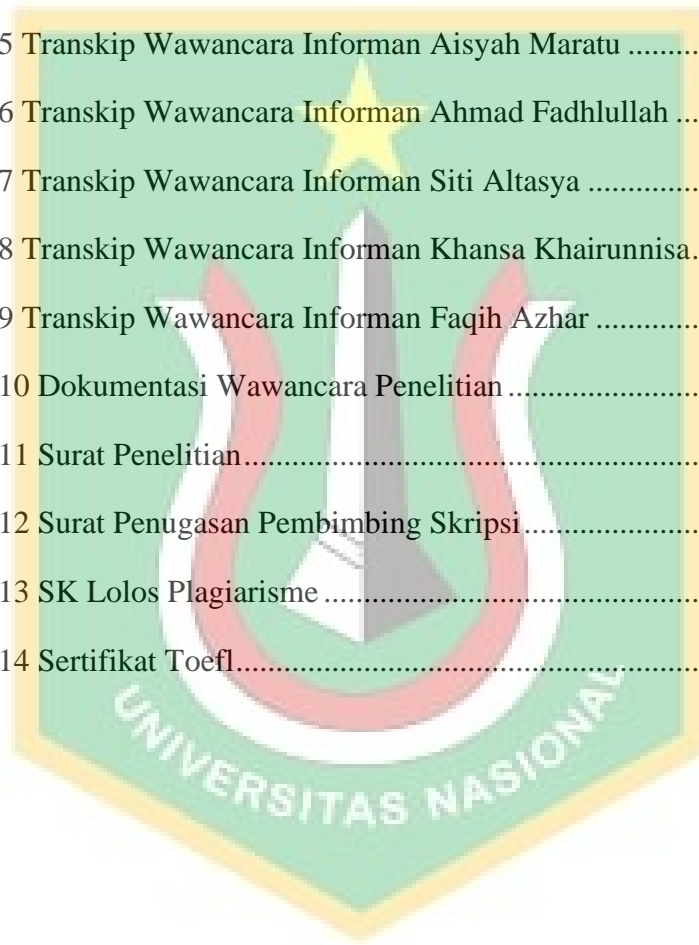 5 Transkip Wawancara Informan Aisyah Maratu .........
6 Transkip Wawancara Informan Ahmad Fadhlullah ...
7 Transkip Wawancara Informan Siti Altasya ..............
8 Transkip Wawancara Informan Khansa Khairunnisa.
9 Transkip Wawancara Informan Faqih Azhar .............
10 Dokumentasi Wawancara Penelitian ........................
11 Surat Penelitian..........................................................
12 Surat Penugasan Pembimbing Skripsi......................
13 SK Lolos Plagiarisme ...............................................
14 Sertifikat Toefl...........................................................
UNIVERSITAS NASIONAL